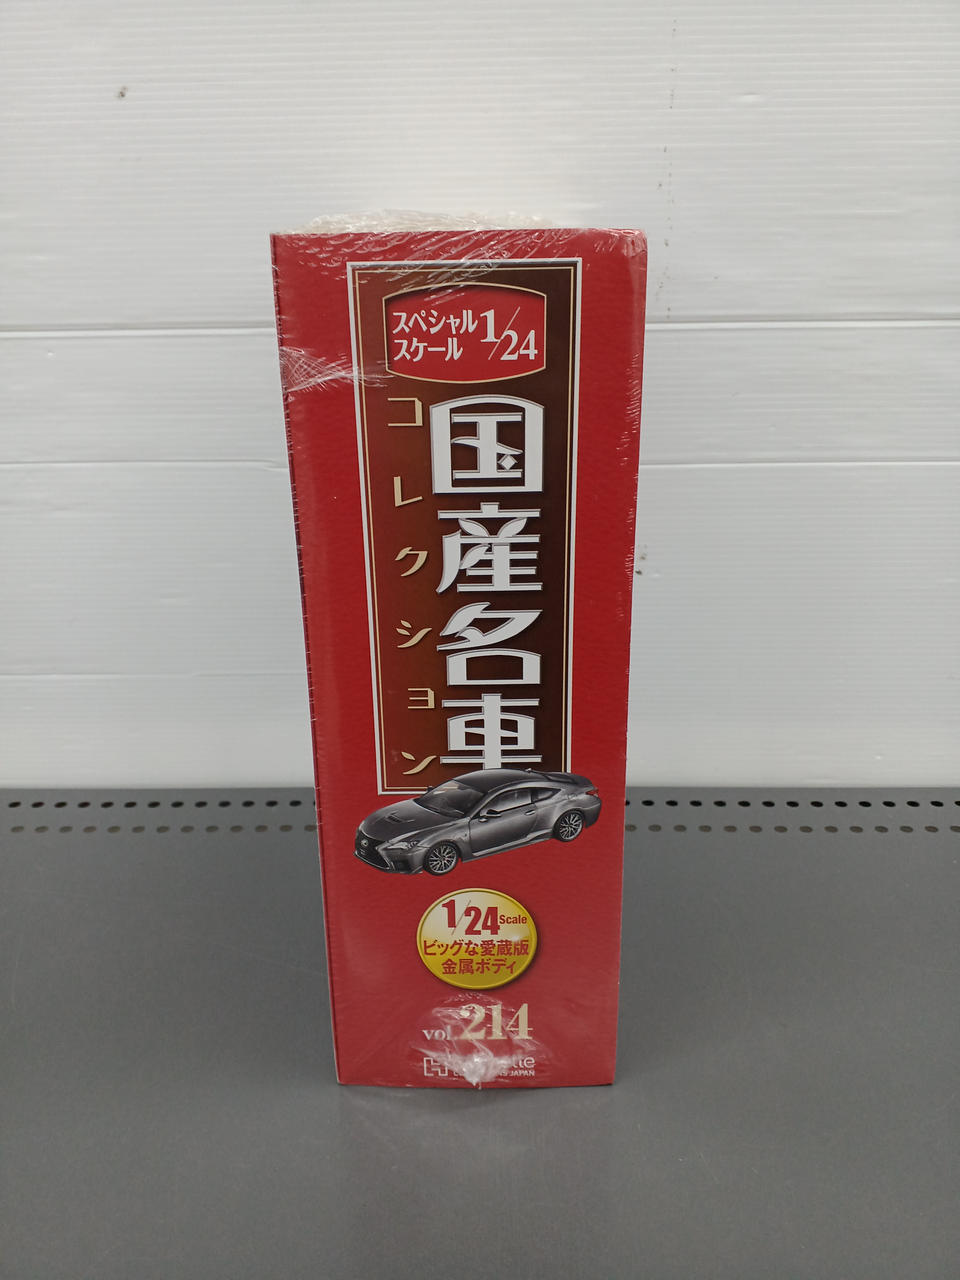 スペシャル
スケール
1/24
国産名車
コレクション
1/24 Scale
ビッグな愛蔵版
金属ボディ
vol. 214
JAPAN